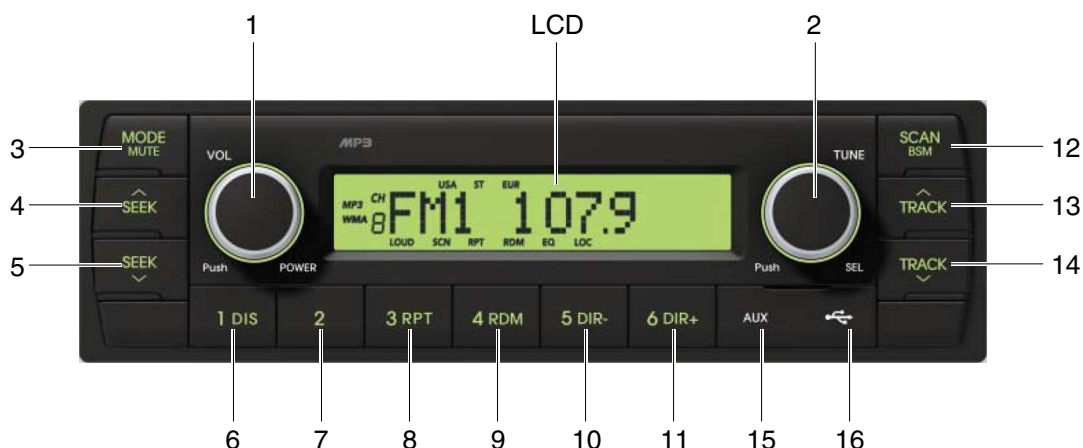 1 LCD 2
3 MODE MUTE VOL MP3 TUNE SCAN BSM 12
4 SEEK TRACK 13
USA ST EUR
MP3 CH
WMA 8 FM1 107.9
LOUD SCN RPT RDM EQ LOC
5 SEEK Push POWER Push SEL TRACK 14
1 DIS 2 3 RPT 4 RDM 5 DIR- 6 DIR+ AUX
6 7 8 9 10 11 15 16